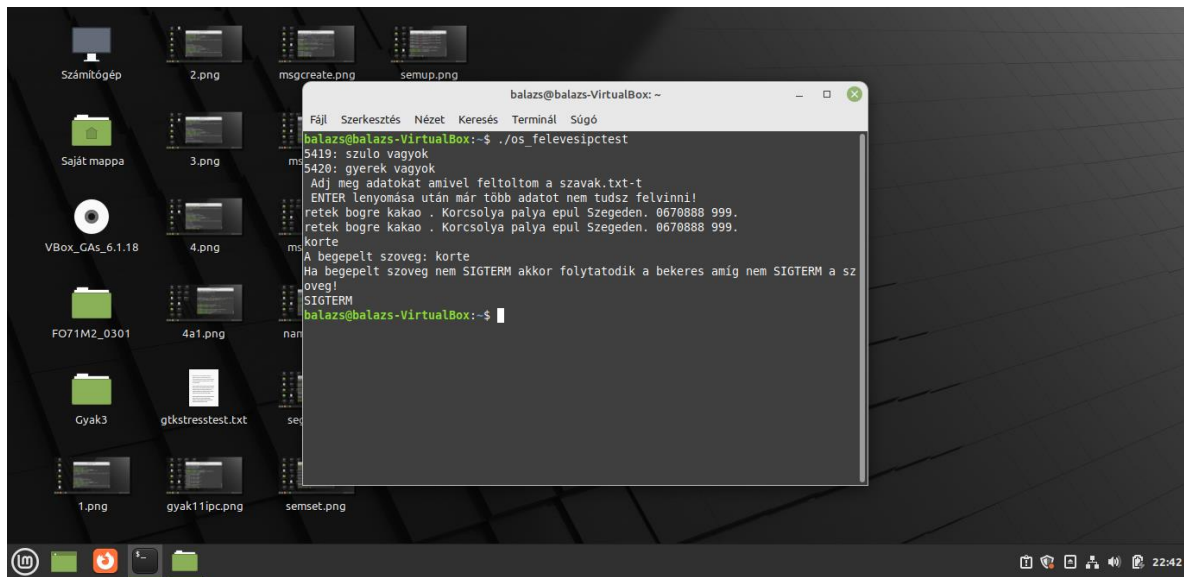 Számítógép
2.png
msgcreate.png
semup.png
Saját mappa
3.png
ms
VBox_GAs_6.1.18
4.png
ms
FO71M2_0301
4a1.png
nam
Gyak3
gtkstresstest.txt
seg
1.png
gyak11ipc.png
semset.png
balazs@balazs-VirtualBox: ~
Fájl Szerkesztés Nézet Keresés Terminál Súgó
balazs@balazs-VirtualBox:~$ ./os_felevesipctest
5419: szulo vagyok
5420: gyerek vagyok
Adj meg adatokat amivel feltoltom a szavak.txt-t
ENTER lenyomása után már több adatot nem tudsz felvinni!
retek bogre kakao . Korcsolya palya epul Szegeden. 0670888 999.
retek bogre kakao . Korcsolya palya epul Szegeden. 0670888 999.
korte
A begepelt szoveg: korte
Ha begepelt szoveg nem SIGTERM akkor folytatodik a bekeres amíg nem SIGTERM a sz
oveg!
SIGTERM
balazs@balazs-VirtualBox:~$
22:42